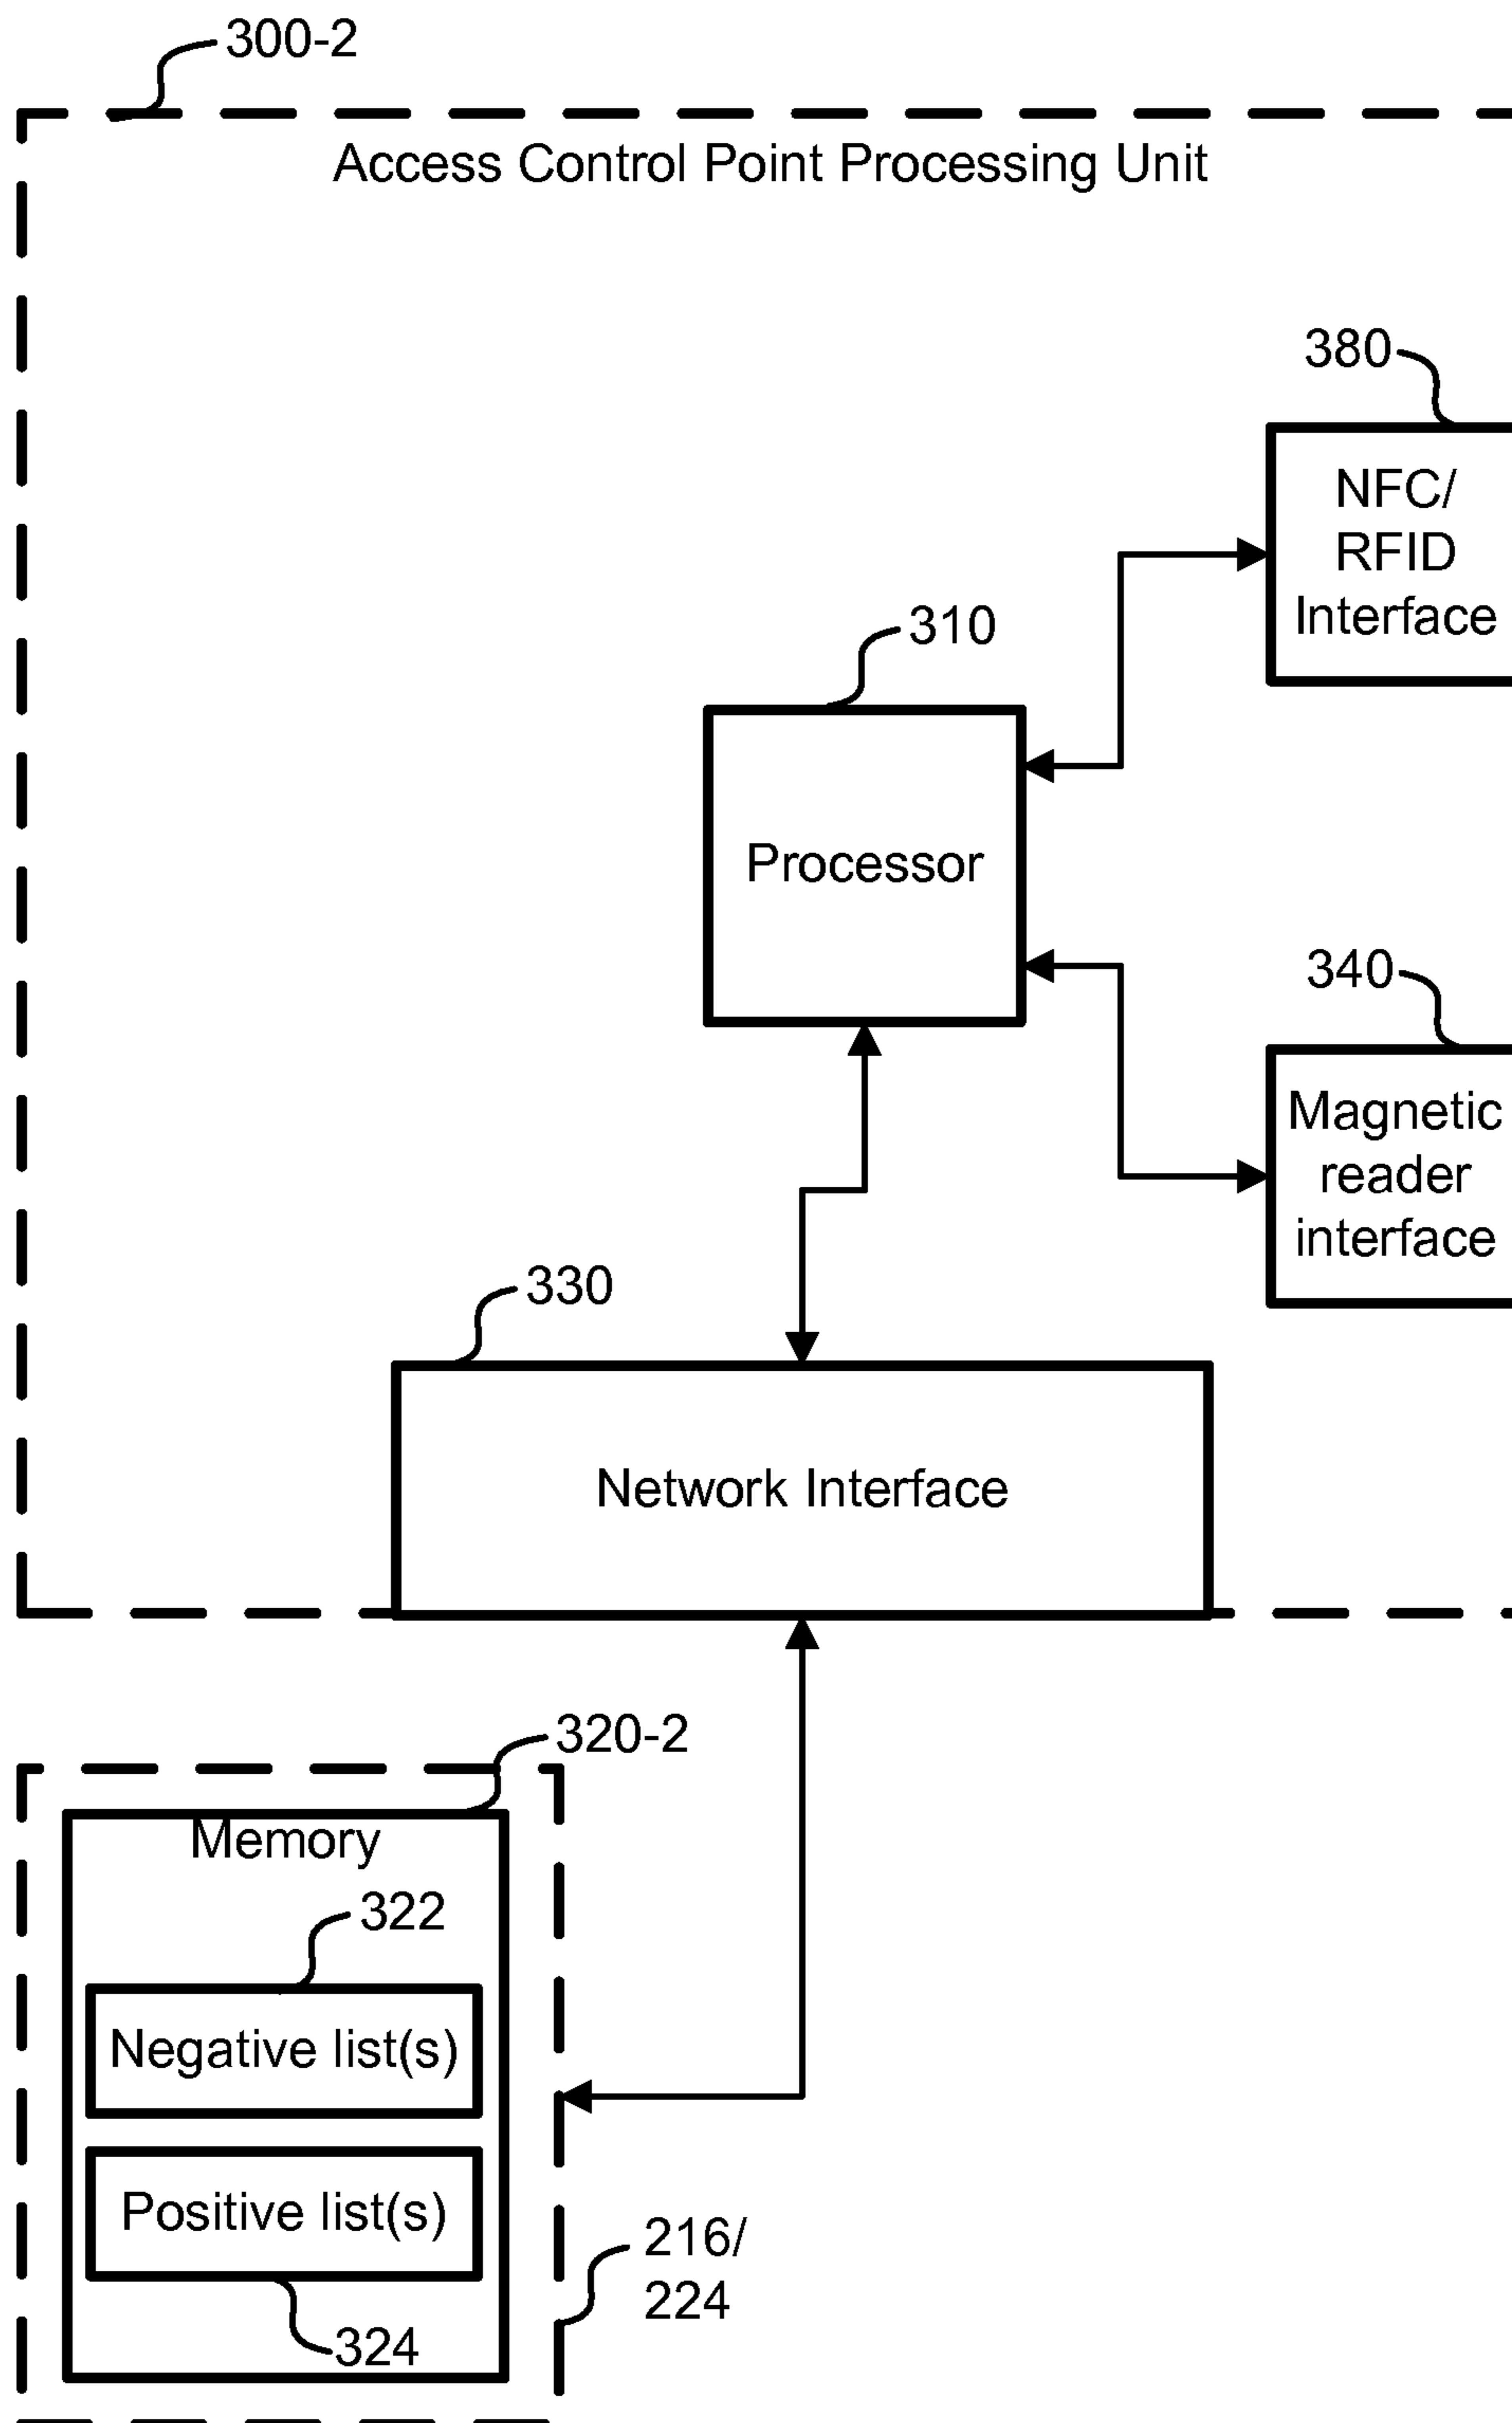 300-2
Access Control Point Processing Unit
380
NFC/
RFID
Interface
310
Processor
340
Magnetic
reader
interface
330
Network Interface
320-2
Memory
322
Negative list(s)
Positive list(s)
216/
224
324